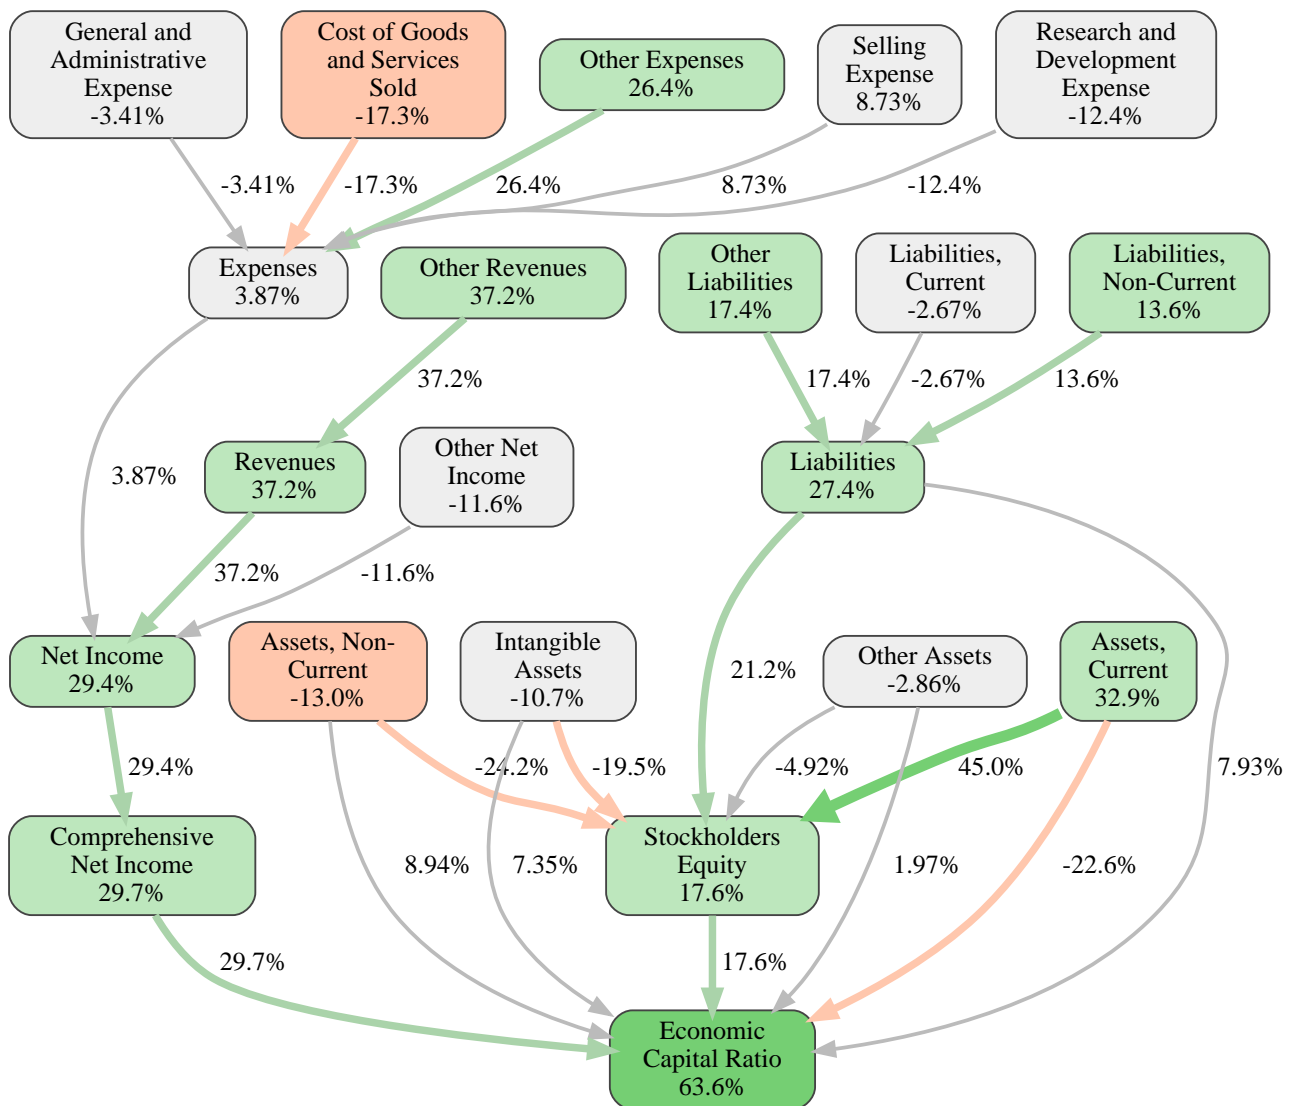 General and
Administrative
Expense
-3.41%
Cost of Goods
and Services
Sold
-17.3%
Other Expenses
26.4%
Selling
Expense
8.73%
Research and
Development
Expense
-12.4%
-3.41%
-17.3%
26.4%
8.73%
-12.4%
Expenses
3.87%
Other Revenues
37.2%
Other
Liabilities
17.4%
Liabilities,
Current
-2.67%
Liabilities,
Non-Current
13.6%
37.2%
17.4%
-2.67%
13.6%
3.87%
Revenues
37.2%
Other Net
Income
-11.6%
Liabilities
27.4%
37.2%
-11.6%
Net Income
29.4%
Assets, Non-
Current
-13.0%
Intangible
Assets
-10.7%
21.2%
Other Assets
-2.86%
Assets,
Current
32.9%
29.4%
-24.2%
-19.5%
-4.92%
45.0%
7.93%
Comprehensive
Net Income
29.7%
8.94%
7.35%
Stockholders
Equity
17.6%
1.97%
-22.6%
29.7%
17.6%
Economic
Capital Ratio
63.6%